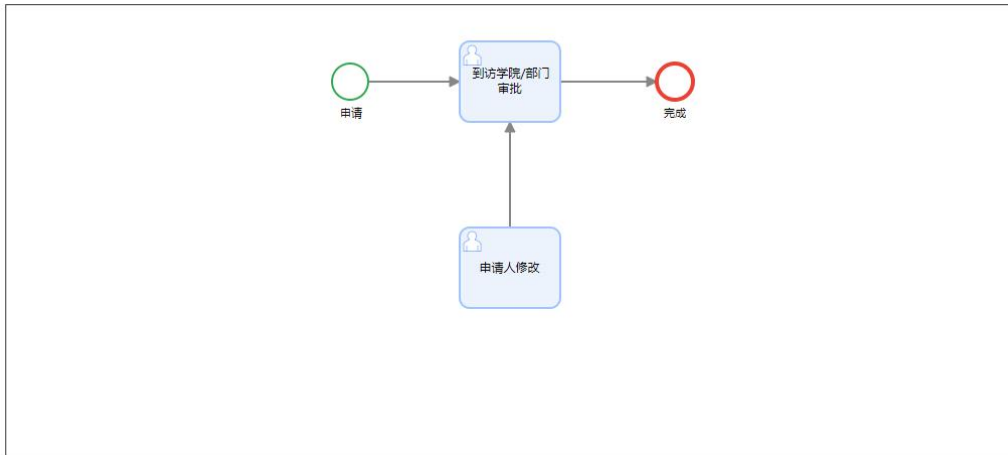 到访学院/部门
审批
申请
完成
申请人修改